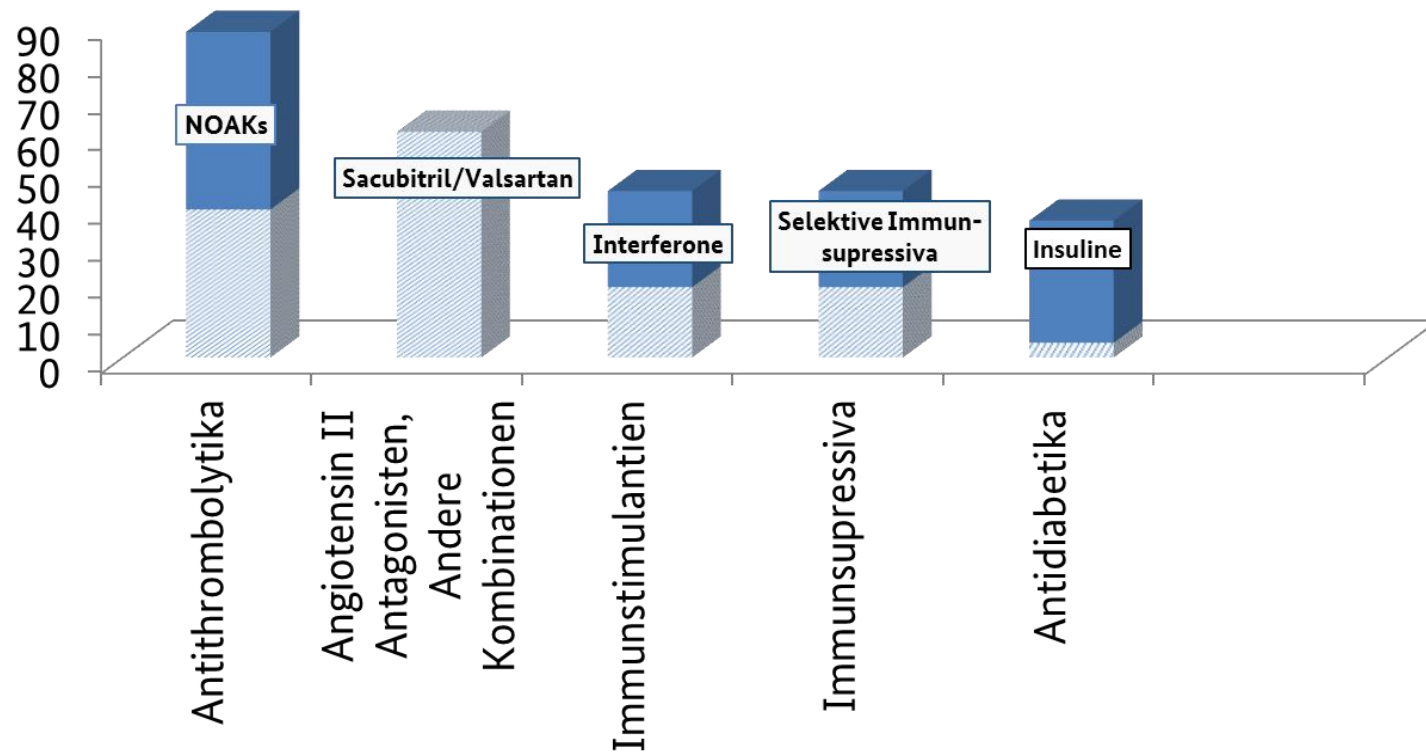 90
80
70
60
50
40
30
20
10
0
NOAKs
Sacubitril/Valsartan
Interferone
Selektive Immun-
supressiva
Insuline
Antithrombolytika
Angiotensin II
Antagonisten,
Andere
Kombinationen
Immunstimulantien
Immunsupressiva
Antidiabetika